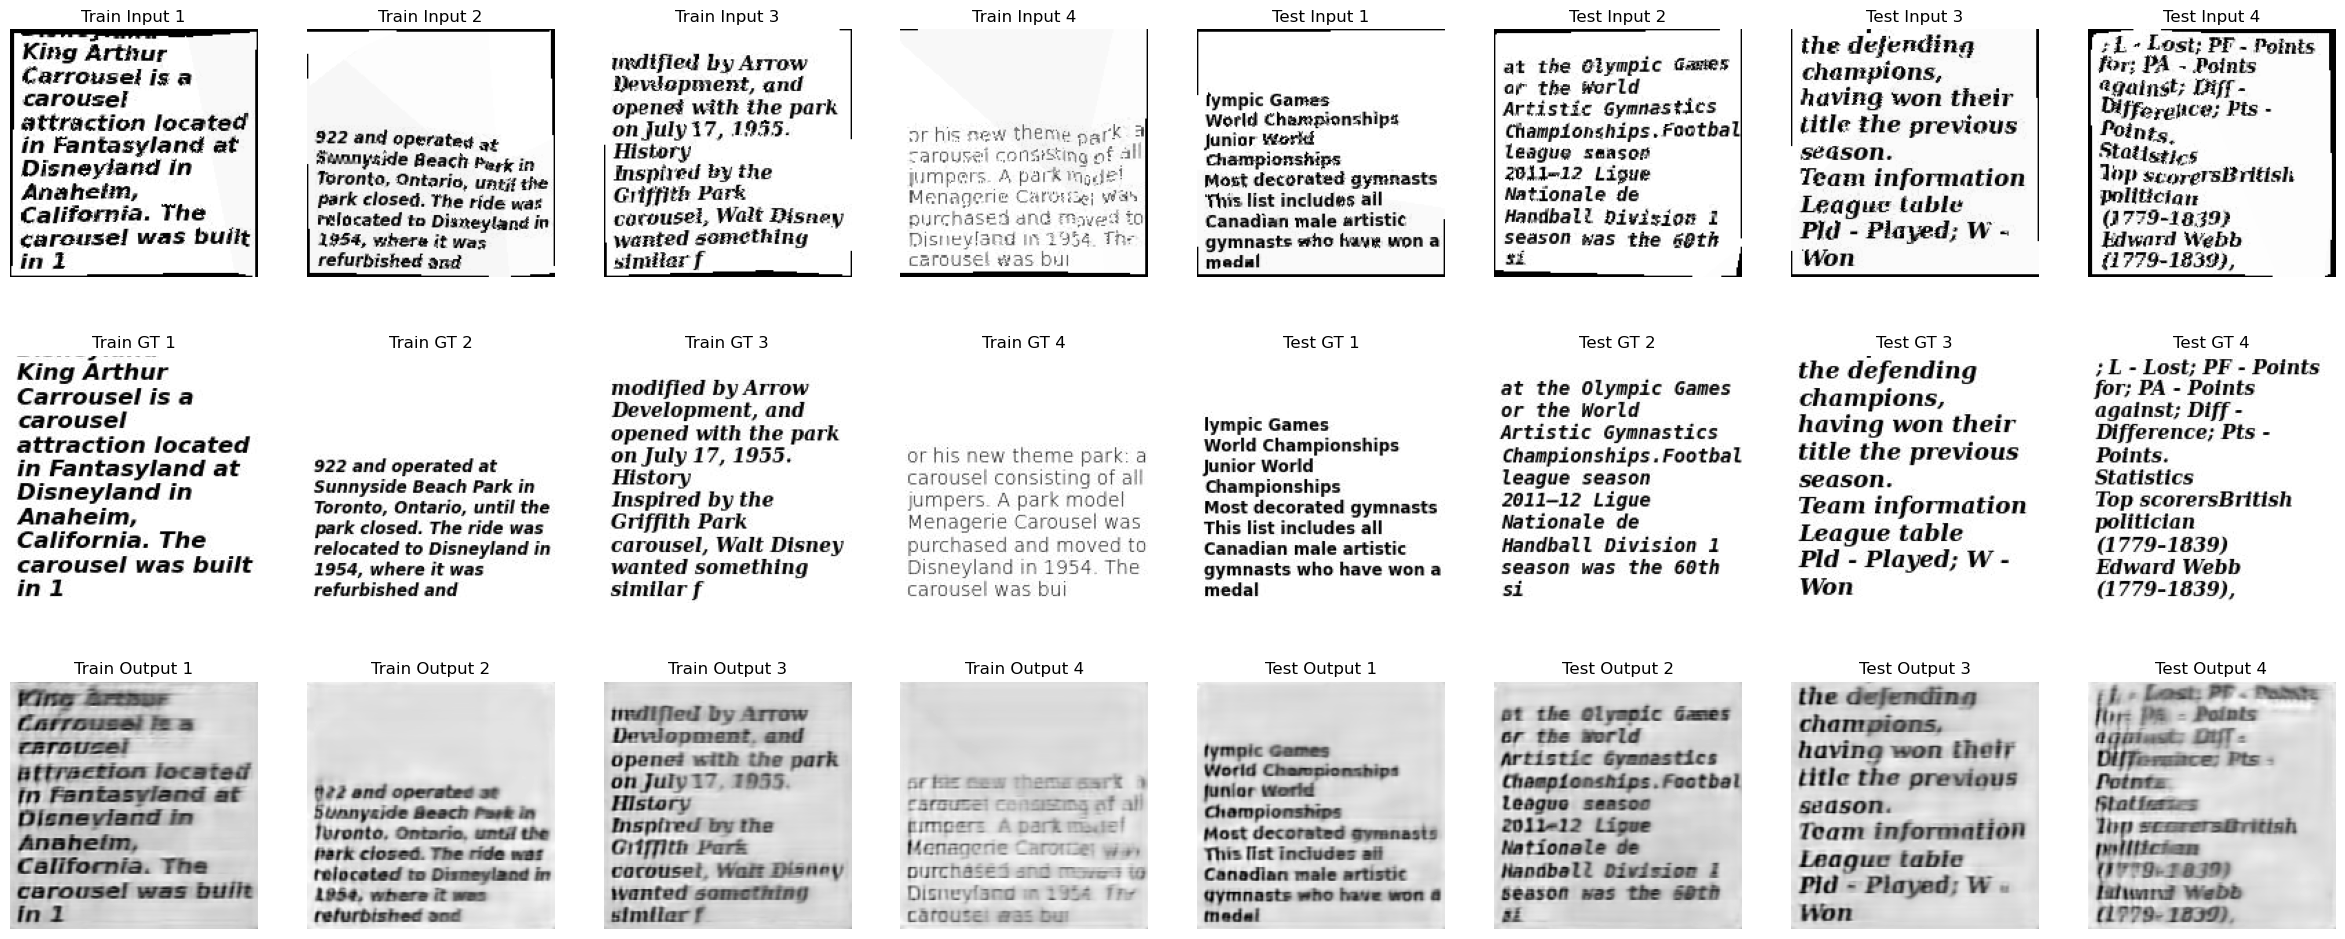 Train Input 1
King Arthur
Carrousel is a
carousel
attraction located
in Fantasyland at
Disneyland in
Anaheim,
California. The
carousel was built
in 1
Train Input 2
922 and operated at
Sunnyside Beach Park in
Toronto, Ontario, until the
park closed. The ride was
relocated to Disneyland in
1954, where it was
refurbished and
Train Input 3
modified by Arrow
Development, and
opened with the park
on July 17, 1955.
History
Inspired by the
Griffith Park
carousel, Walt Disney
wanted something
similar f
Train Input 4
or his new theme park: a
carousel consisting of all
jumpers. A park model
Menagerie Carousel was
purchased and moved to
Disneyland in 1954. The
carousel was bui
Test Input 1
lympic Games
World Championships
Junior World
Championships
Most decorated gymnasts
This list includes all
Canadian male artistic
gymnasts who have won a
medal
Test Input 2
at the Olympic Games
or the World
Artistic Gymnastics
Championships.Footbal
league season
2011–12 Ligue
Nationale de
Handball Division 1
season was the 60th
si
Test Input 3
the defending
champions,
having won their
title the previous
season.
Team information
League table
Pld - Played; W -
Won
Test Input 4
; L - Lost; PF - Points
for; PA - Points
against; Diff -
Difference; Pts -
Points.
Statistics
Top scorersBritish
politician
(1779–1839)
Edward Webb
(1779–1839),
Train GT 1
King Arthur
Carrousel is a
carousel
attraction located
in Fantasyland at
Disneyland in
Anaheim,
California. The
carousel was built
in 1
Train GT 2
922 and operated at
Sunnyside Beach Park in
Toronto, Ontario, until the
park closed. The ride was
relocated to Disneyland in
1954, where it was
refurbished and
Train GT 3
modified by Arrow
Development, and
opened with the park
on July 17, 1955.
History
Inspired by the
Griffith Park
carousel, Walt Disney
wanted something
similar f
Train GT 4
or his new theme park: a
carousel consisting of all
jumpers. A park model
Menagerie Carousel was
purchased and moved to
Disneyland in 1954. The
carousel was bui
Test GT 1
lympic Games
World Championships
Junior World
Championships
Most decorated gymnasts
This list includes all
Canadian male artistic
gymnasts who have won a
medal
Test GT 2
at the Olympic Games
or the World
Artistic Gymnastics
Championships.Footbal
league season
2011–12 Ligue
Nationale de
Handball Division 1
season was the 60th
si
Test GT 3
the defending
champions,
having won their
title the previous
season.
Team information
League table
Pld - Played; W -
Won
Test GT 4
; L - Lost; PF - Points
for; PA - Points
against; Diff -
Difference; Pts -
Points.
Statistics
Top scorersBritish
politician
(1779–1839)
Edward Webb
(1779–1839),
Train Output 1
King Arthur
Carrousel is a
carousel
attraction located
in Fantasyland at
Disneyland in
Anaheim,
California. The
carousel was built
in 1
Train Output 2
922 and operated at
Sunnyside Beach Park in
Toronto, Ontario, until the
park closed. The ride was
relocated to Disneyland in
1954, where it was
refurbished and
Train Output 3
modified by Arrow
Development, and
opened with the park
on July 17, 1955.
History
Inspired by the
Griffith Park
carousel, Walt Disney
wanted something
similar f
Train Output 4
or his new theme park a
carousel consisting of all
jumpers. A park model
Menagerie Carousel was
purchased and moved to
Disneyland in 1954. The
carousel was bui
Test Output 1
lympic Games
World Championships
Junior World
Championships
Most decorated gymnasts
This list includes all
Canadian male artistic
gymnasts who have won a
medal
Test Output 2
at the Olympic Games
or the World
Artistic Gymnastics
Championships.Footbal
league season
2011–12 Ligue
Nationale de
Handball Division 1
season was the 60th
si
Test Output 3
the defending
champions,
having won their
title the previous
season.
Team information
League table
Pld - Played; W -
Won
Test Output 4
; L - Lost; PF - Points
for; PA - Points
against; Diff -
Difference; Pts -
Points.
Statistics
Top scorersBritish
politician
(1779–1839)
Edward Webb
(1779–1839),